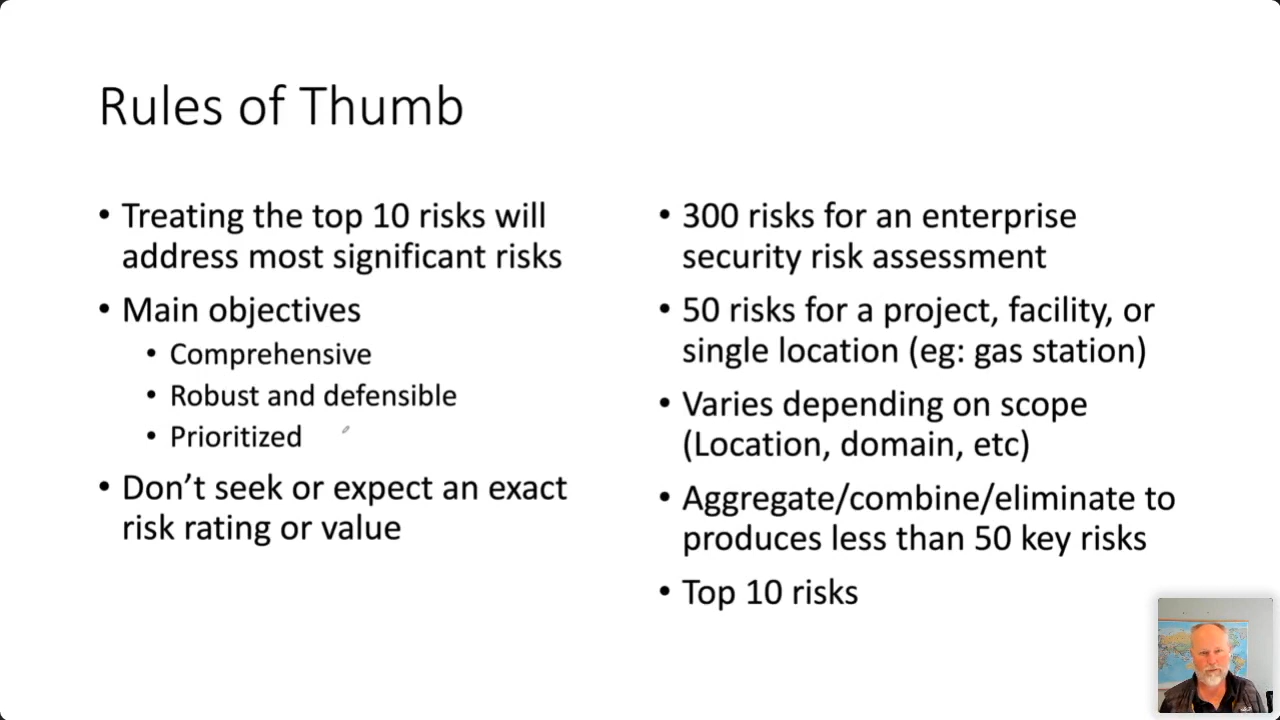 Rules of Thumb
• Treating the top 10 risks will
address most significant risks
• Main objectives
• Comprehensive
• Robust and defensible
• Prioritized
• Don’t seek or expect an exact
risk rating or value
• 300 risks for an enterprise
security risk assessment
• 50 risks for a project, facility, or
single location (eg: gas station)
• Varies depending on scope
(Location, domain, etc)
• Aggregate/combine/eliminate to
produces less than 50 key risks
• Top 10 risks